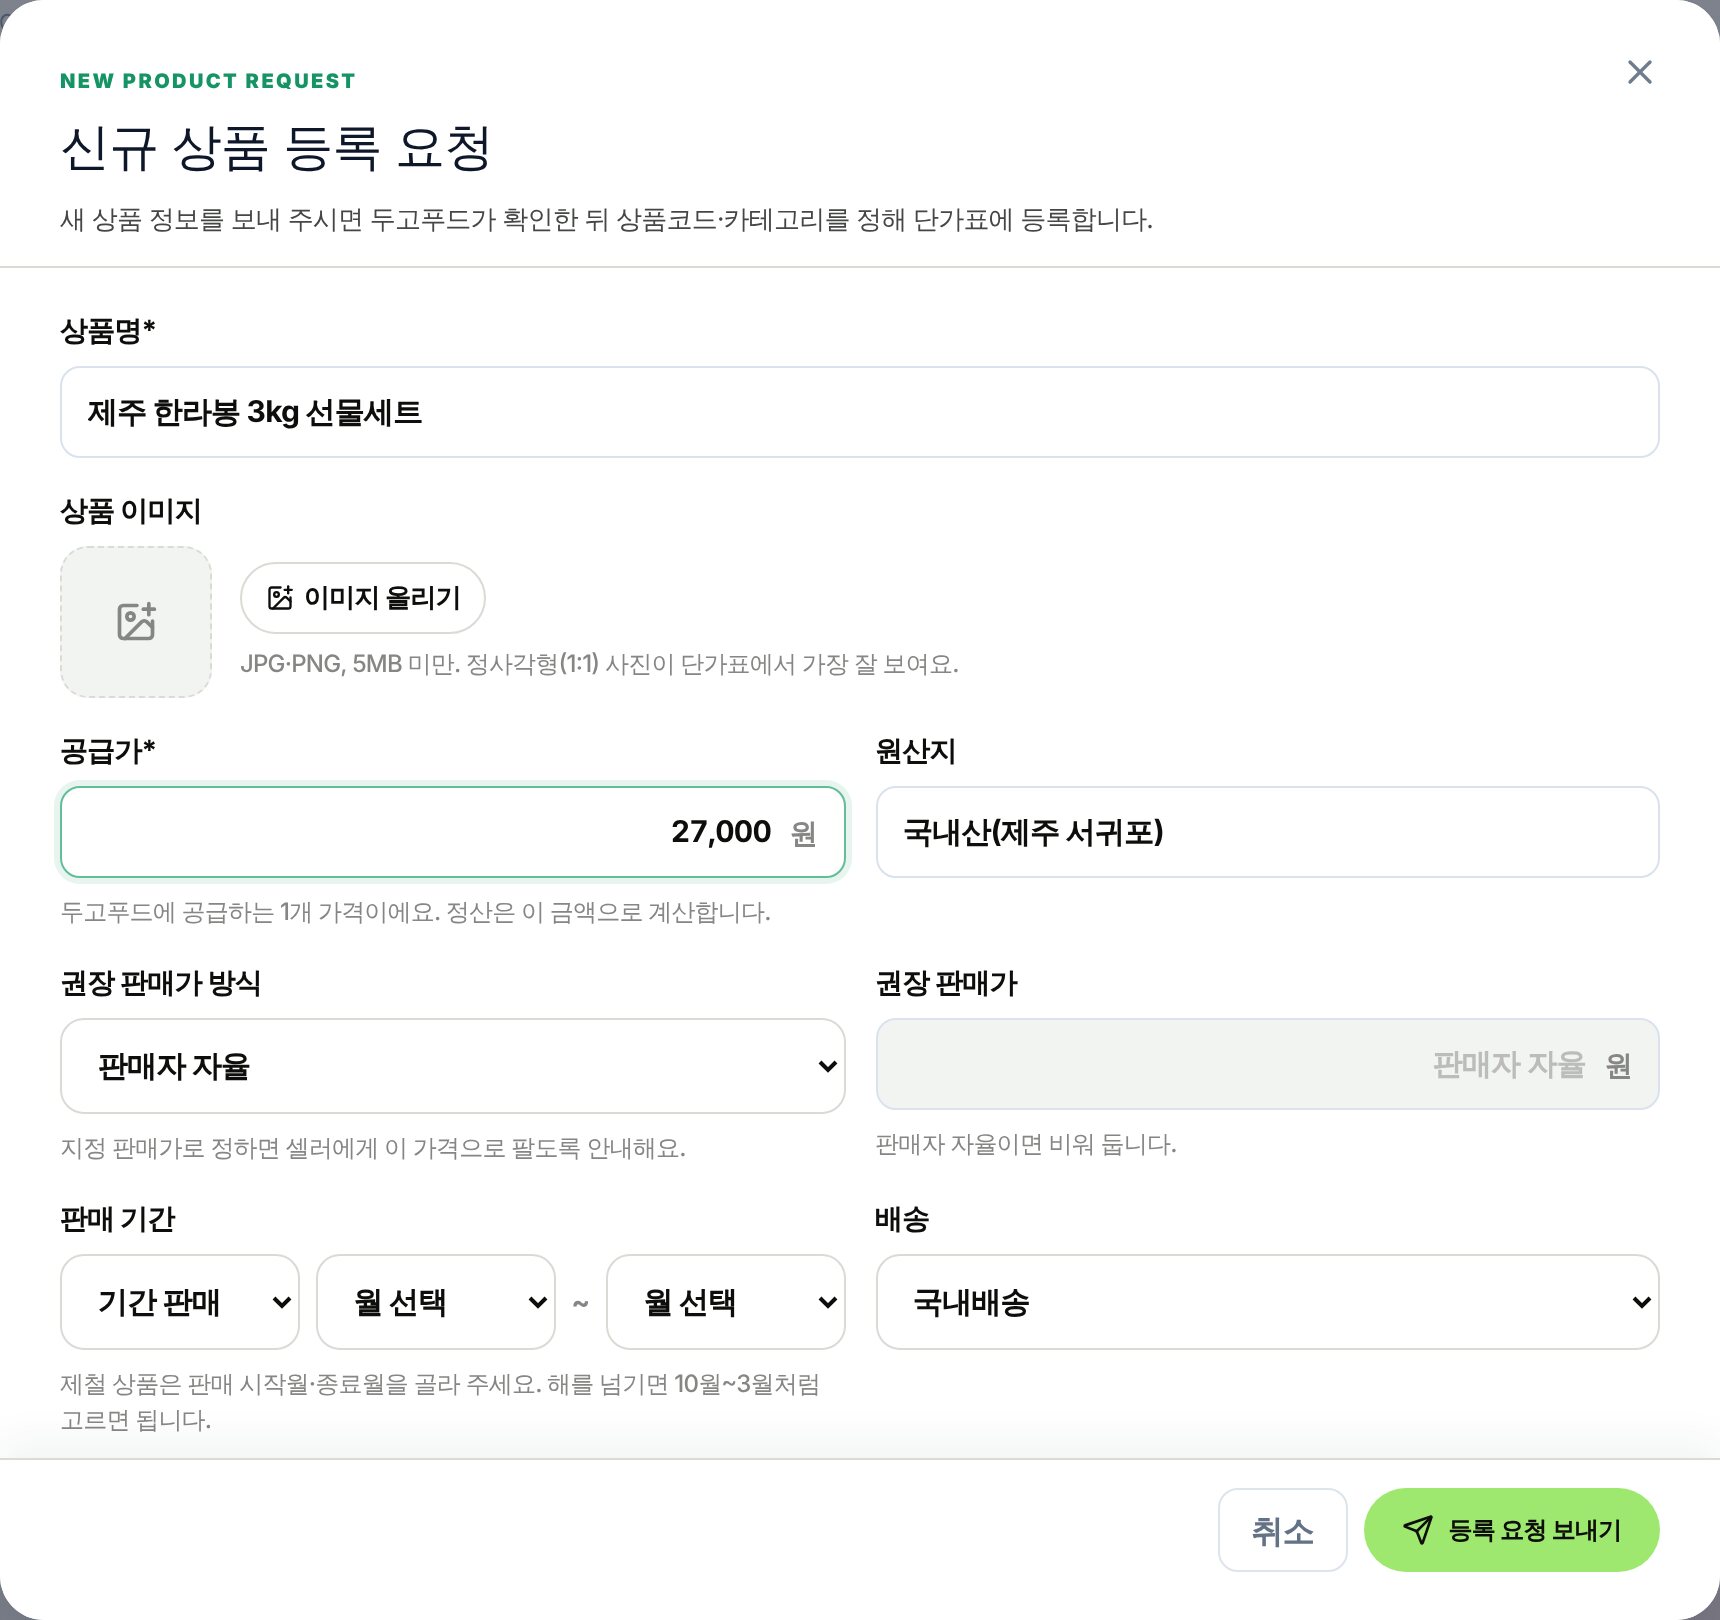 NEW PRODUCT REQUEST
신규 상품 등록 요청
새 상품 정보를 보내 주시면 두고푸드가 확인한 뒤 상품코드·카테고리를 정해 단가표에 등록합니다.
상품명*
제주 한라봉 3kg 선물세트
상품 이미지
이미지 올리기
JPG·PNG, 5MB 미만. 정사각형(1:1) 사진이 단가표에서 가장 잘 보여요.
공급가*
27,000 원
두고푸드에 공급하는 1개 가격이에요. 정산은 이 금액으로 계산합니다.
원산지
국내산(제주 서귀포)
권장 판매가 방식
판매자 자율
지정 판매가로 정하면 셀러에게 이 가격으로 팔도록 안내해요.
권장 판매가
판매자 자율 원
판매자 자율이면 비워 둡니다.
판매 기간
기간 판매 월 선택 ~ 월 선택
제철 상품은 판매 시작월·종료월을 골라 주세요. 해를 넘기면 10월~3월처럼
고르면 됩니다.
배송
국내배송
취소
등록 요청 보내기